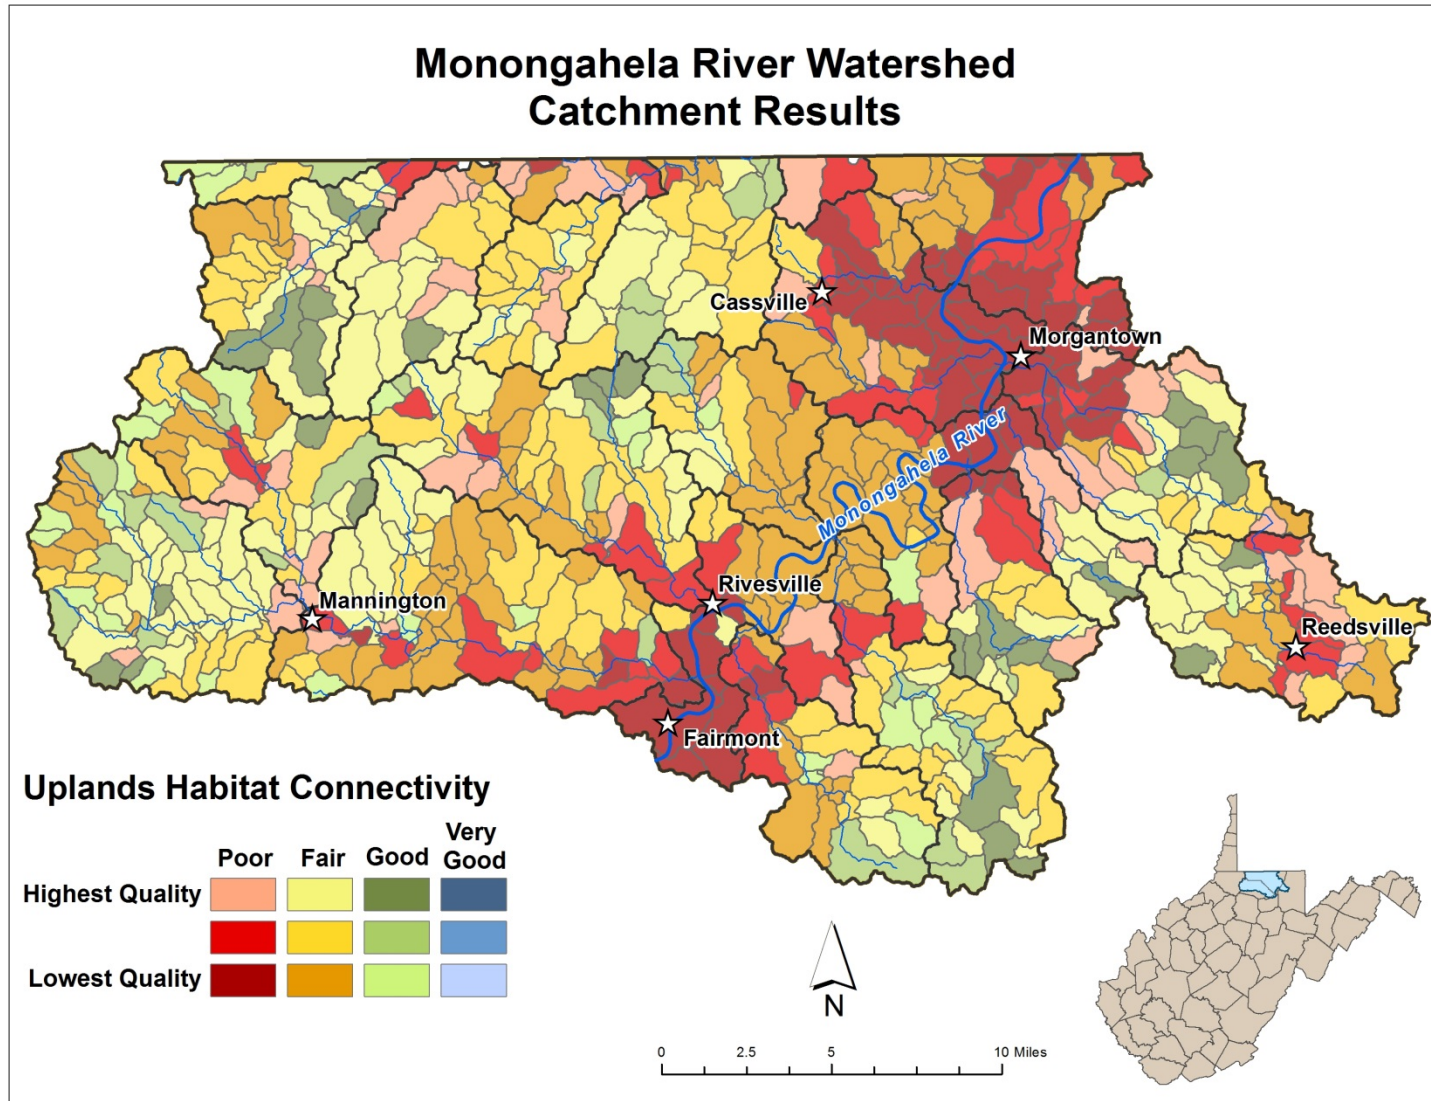 Monongahela River Watershed
Catchment Results
Cassville
Morgantown
Monongahela River
Rivesville
Mannington
Reedsville
Fairmont
Uplands Habitat Connectivity
Poor Fair Good Very Good
Highest Quality
Lowest Quality
N
0 2.5 5 10 Miles